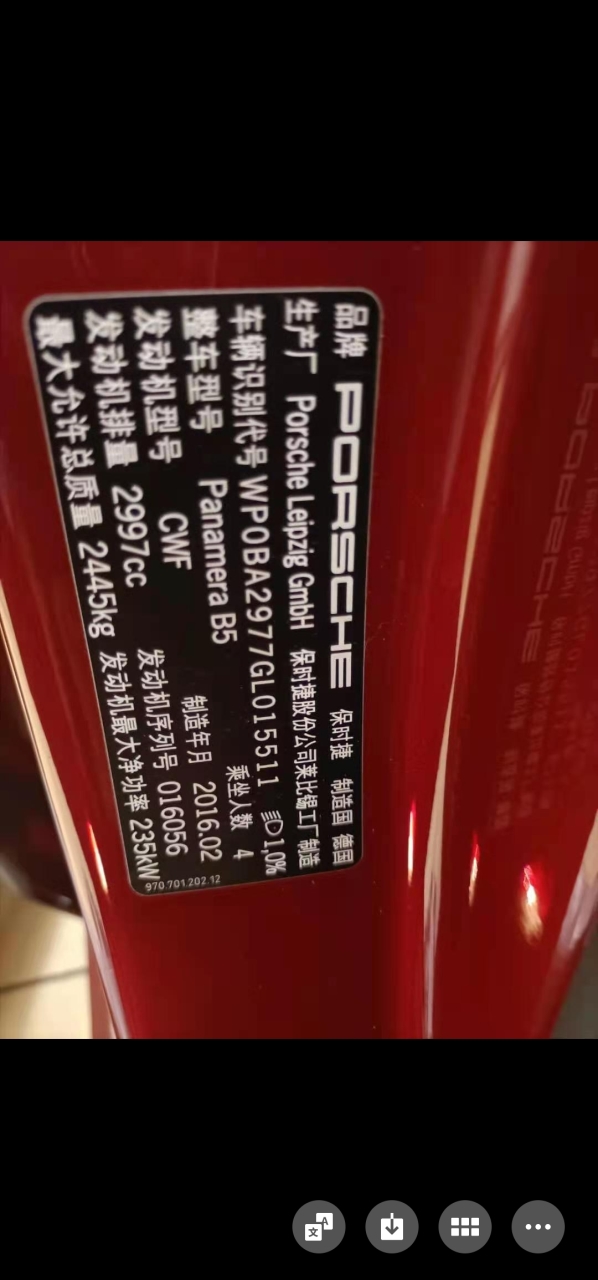 品牌 PORSCHE 保时捷 制造国 德国
生产厂 Porsche Leipzig GmbH 保时捷股份公司莱比锡工厂制造
车辆识别代号 WP0BA2977GL015511 1,0%
整车型号 Panamera B5 乘坐人数 4
发动机型号 CWF 制造年月 2016.02
发动机排量 2997cc 发动机序列号 016056
最大允许总质量 2445kg 发动机最大净功率 235kW
970.701.202.12